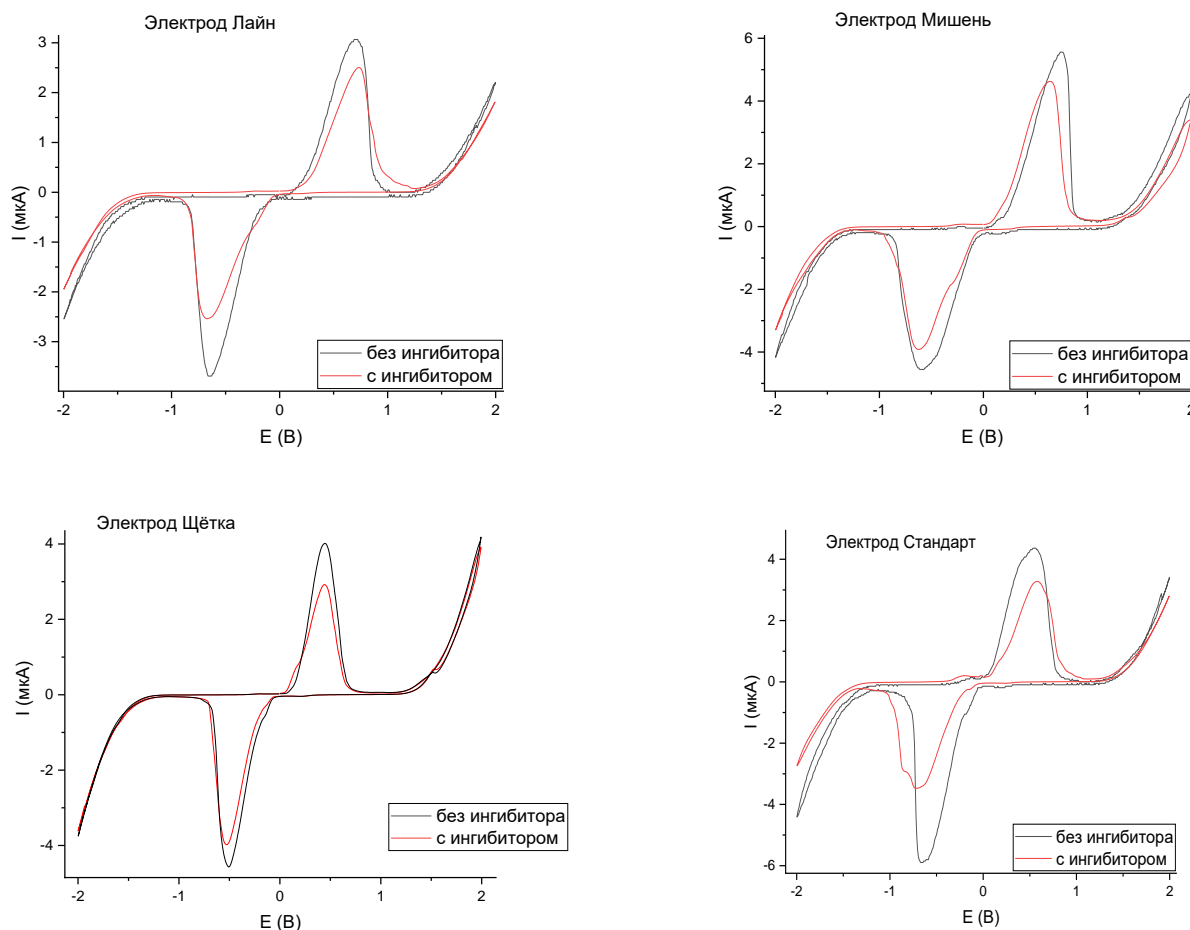 Электрод Лайн
3
2
1
0
-1
-2
-3
I (мкА)
-2
-1
0
1
2
E (В)
без ингибитора
с ингибитором
Электрод Мишень
6
4
2
0
-2
-4
I (мкА)
-2
-1
0
1
2
E (В)
без ингибитора
с ингибитором
Электрод Щётка
4
2
0
-2
-4
I (мкА)
-2
-1
0
1
2
E (В)
без ингибитора
с ингибитором
Электрод Стандарт
4
2
0
-2
-4
-6
I (мкА)
-2
-1
0
1
2
E (В)
без ингибитора
с ингибитором